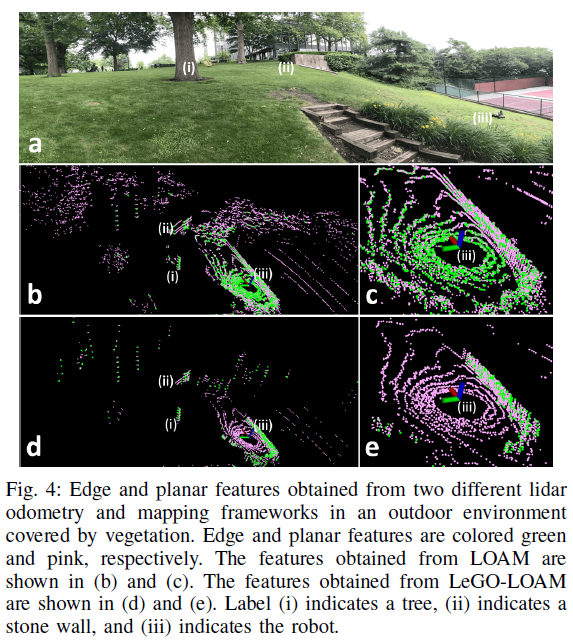 (i)
(ii)
(iii)
a
(ii)
(i)
(iii)
b
(iii)
c
(ii)
(i)
(iii)
d
(iii)
e
Fig. 4: Edge and planar features obtained from two different lidar
odometry and mapping frameworks in an outdoor environment
covered by vegetation. Edge and planar features are colored green
and pink, respectively. The features obtained from LOAM are
shown in (b) and (c). The features obtained from LeGO-LOAM
are shown in (d) and (e). Label (i) indicates a tree, (ii) indicates a
stone wall, and (iii) indicates the robot.